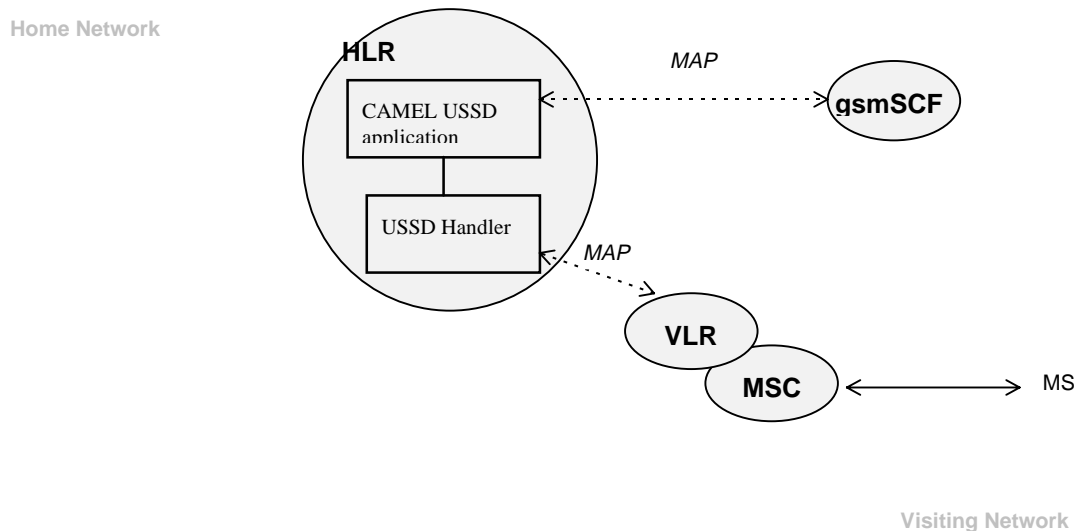 Home Network
HLR
MAP
gsmSCF
CAMEL USSD
application
USSD Handler
MAP
VLR
MSC
MS
Visiting Network